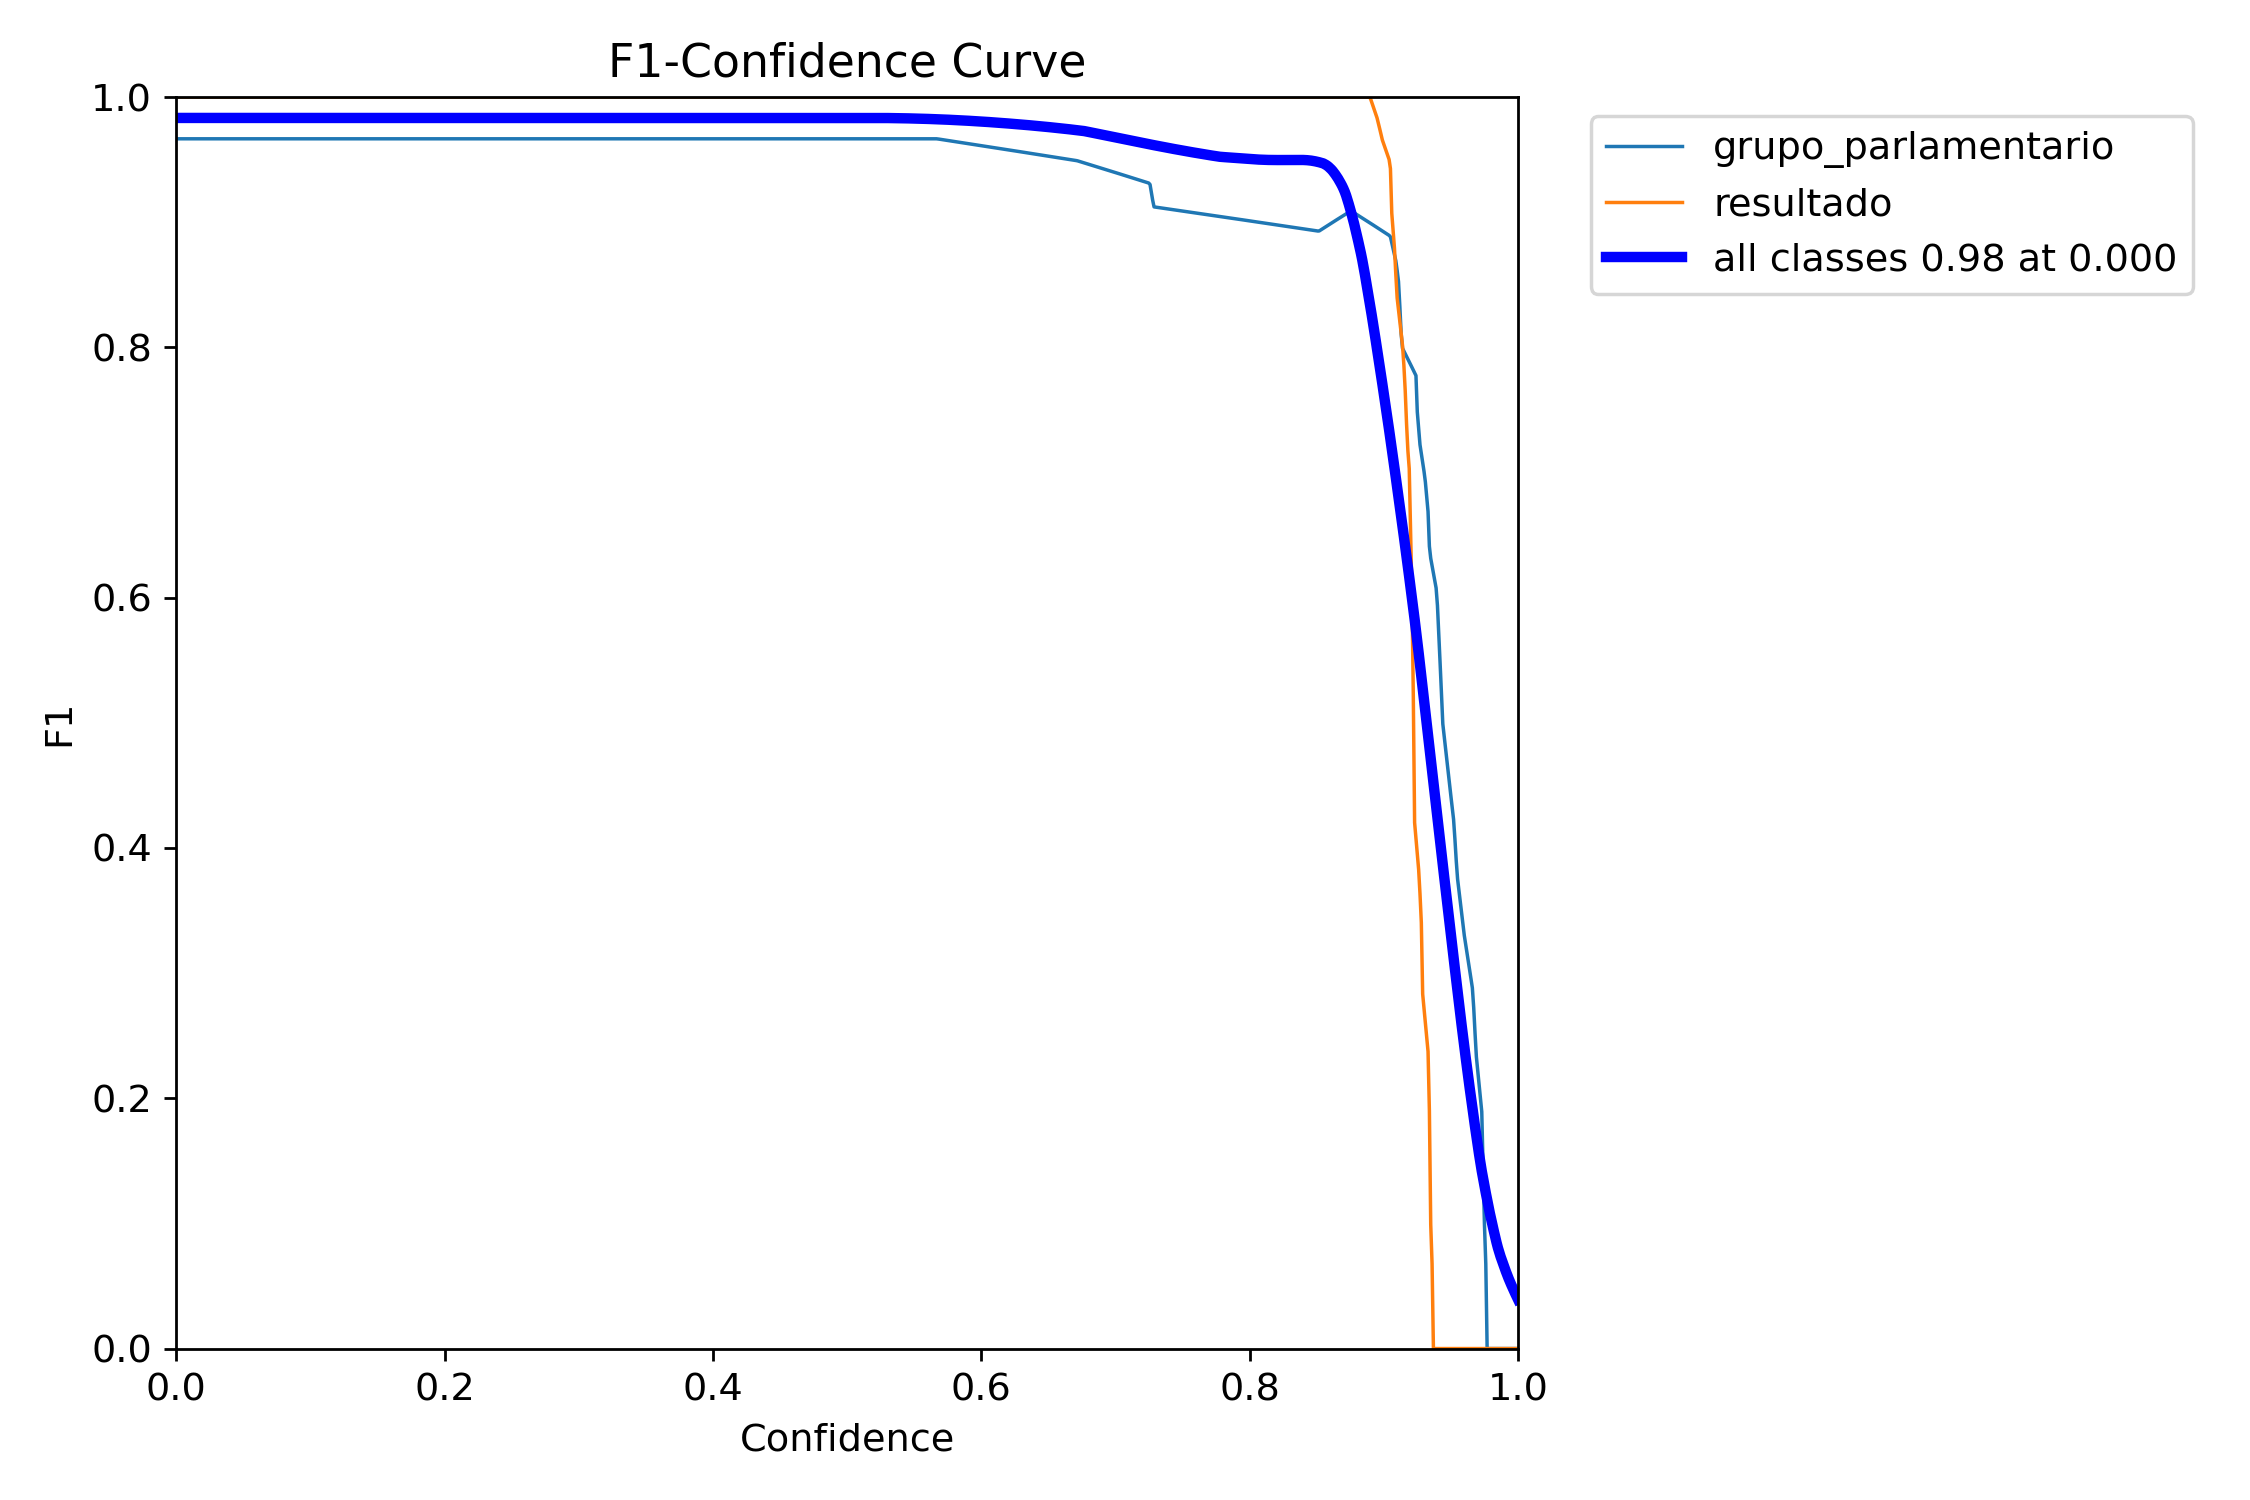 F1-Confidence Curve
1.0
0.8
0.6
0.4
0.2
0.0
F1
0.0 0.2 0.4 0.6 0.8 1.0
Confidence
grupo_parlamentario
resultado
all classes 0.98 at 0.000